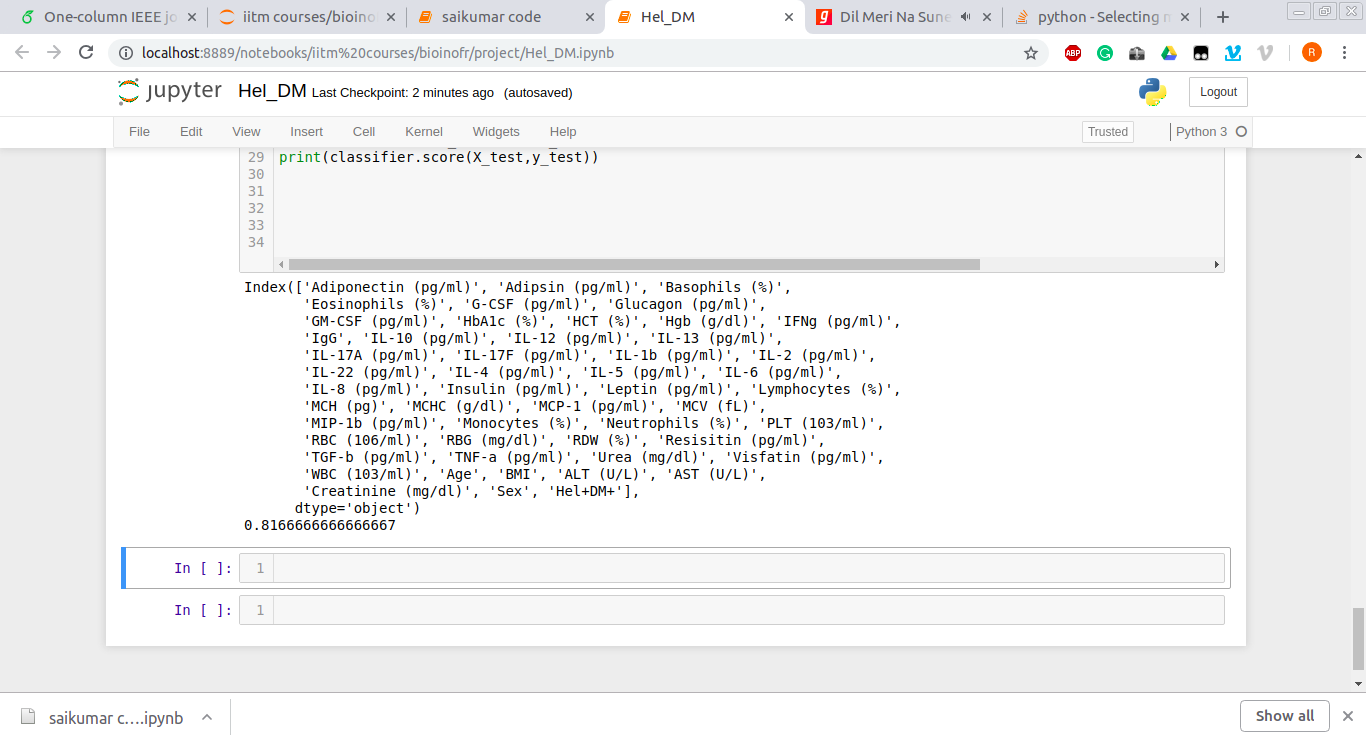 One-column IEEE jo
iitm courses/bioino
saikumar code
Hel_DM
Dil Meri Na Sune
python - Selecting m
localhost:8889/notebooks/iitm%20courses/bioinofr/project/Hel_DM.ipynb
ABP
R
jupyter Hel_DM Last Checkpoint: 2 minutes ago (autosaved)
Logout
File Edit View Insert Cell Kernel Widgets Help
Trusted
Python 3
29 print(classifier.score(X_test,y_test))
30
31
32
33
34
Index(['Adiponectin (pg/ml)', 'Adipsin (pg/ml)', 'Basophils (%)',
'Eosinophils (%)', 'G-CSF (pg/ml)', 'Glucagon (pg/ml)',
'GM-CSF (pg/ml)', 'HbA1c (%)', 'HCT (%)', 'Hgb (g/dl)', 'IFNg (pg/ml)',
'IgG', 'IL-10 (pg/ml)', 'IL-12 (pg/ml)', 'IL-13 (pg/ml)',
'IL-17A (pg/ml)', 'IL-17F (pg/ml)', 'IL-1b (pg/ml)', 'IL-2 (pg/ml)',
'IL-22 (pg/ml)', 'IL-4 (pg/ml)', 'IL-5 (pg/ml)', 'IL-6 (pg/ml)',
'IL-8 (pg/ml)', 'Insulin (pg/ml)', 'Leptin (pg/ml)', 'Lymphocytes (%)',
'MCH (pg)', 'MCHC (g/dl)', 'MCP-1 (pg/ml)', 'MCV (fL)',
'MIP-1b (pg/ml)', 'Monocytes (%)', 'Neutrophils (%)', 'PLT (103/ml)',
'RBC (106/ml)', 'RBG (mg/dl)', 'RDW (%)', 'Resisitin (pg/ml)',
'TGF-b (pg/ml)', 'TNF-a (pg/ml)', 'Urea (mg/dl)', 'Visfatin (pg/ml)',
'WBC (103/ml)', 'Age', 'BMI', 'ALT (U/L)', 'AST (U/L)',
'Creatinine (mg/dl)', 'Sex', 'Hel+DM+'],
dtype='object')
0.8166666666666667
In [ ]: 1
In [ ]: 1
saikumar c....ipynb
Show all